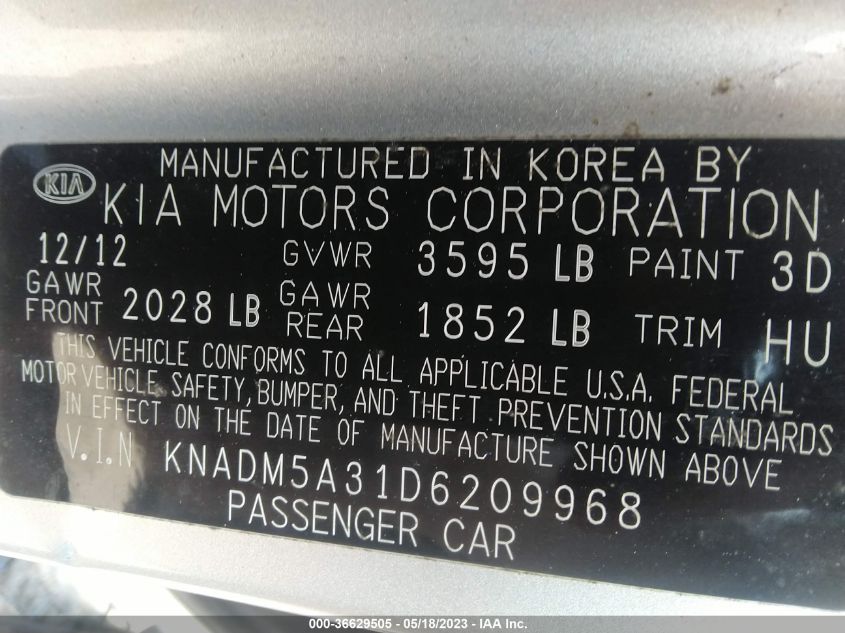 MANUFACTURED IN KOREA BY
KIA
KIA MOTORS CORPORATION
12/12 GVWR 3595 LB PAINT 3D
GAWR FRONT 2028 LB GAWR REAR 1852 LB TRIM HU
THIS VEHICLE CONFORMS TO ALL APPLICABLE U.S.A. FEDERAL
MOTOR VEHICLE, SAFETY, BUMPER, AND THEFT PREVENTION STANDARDS
IN EFFECT ON THE DATE OF MANUFACTURE SHOWN ABOVE
V.I.N KNADM5A31D6209968
PASSENGER CAR
000-36629505 - 05/18/2023 - IAA Inc.